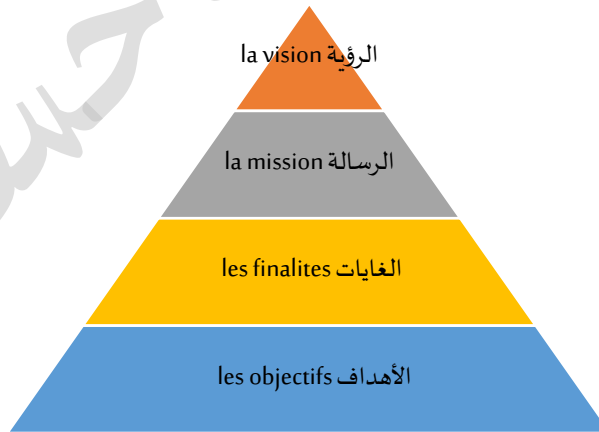 الرؤية la vision
الرسالة la mission
الغايات les finalites
الأهداف les objectifs